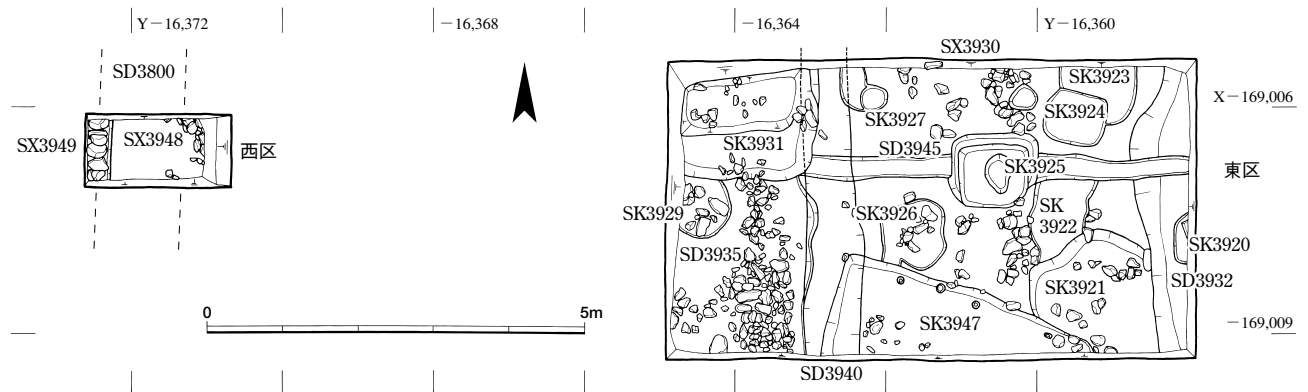 Y－16,372
－16,368
－16,364
Y－16,360
SD3800
SX3949
SX3948
西区
0
5m
SX3930
SK3923
SK3924
X－169,006
SK3927
SK3931
SD3945
SK3925
東区
SK3929
SK3926
SK
3922
SK3920
SD3935
SK3921
SD3932
SK3947
－169,009
SD3940